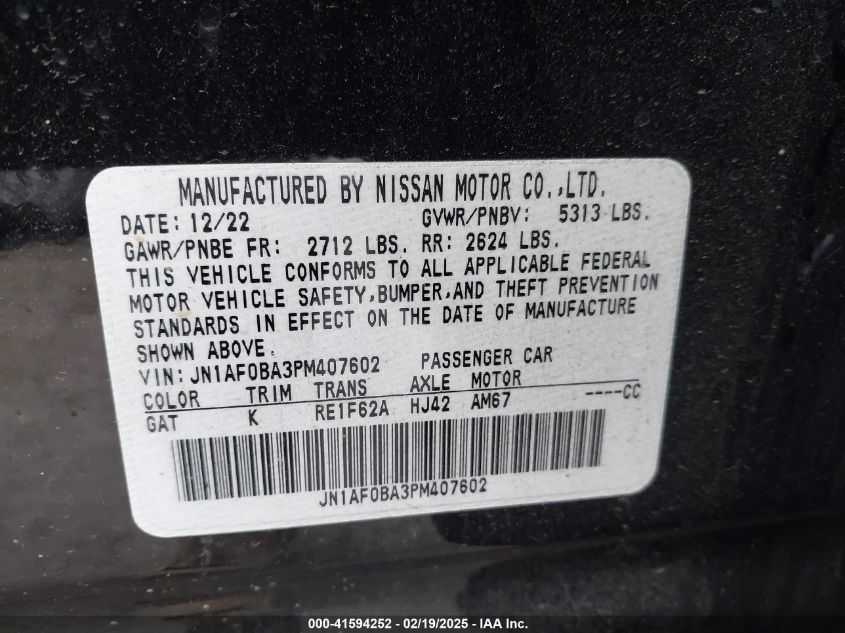 MANUFACTURED BY NISSAN MOTOR CO.,LTD.
DATE: 12/22 GVWR/PNBV: 5313 LBS.
GAWR/PNBE FR: 2712 LBS. RR: 2624 LBS.
THIS VEHICLE CONFORMS TO ALL APPLICABLE FEDERAL
MOTOR VEHICLE SAFETY,BUMPER,AND THEFT PREVENTION
STANDARDS IN EFFECT ON THE DATE OF MANUFACTURE
SHOWN ABOVE.
VIN: JN1AF0BA3PM407602 PASSENGER CAR
COLOR TRIM TRANS AXLE MOTOR
GAT K RE1F62A HJ42 AM67 ----CC
JN1AF0BA3PM407602
000-41594252 - 02/19/2025 - IAA Inc.